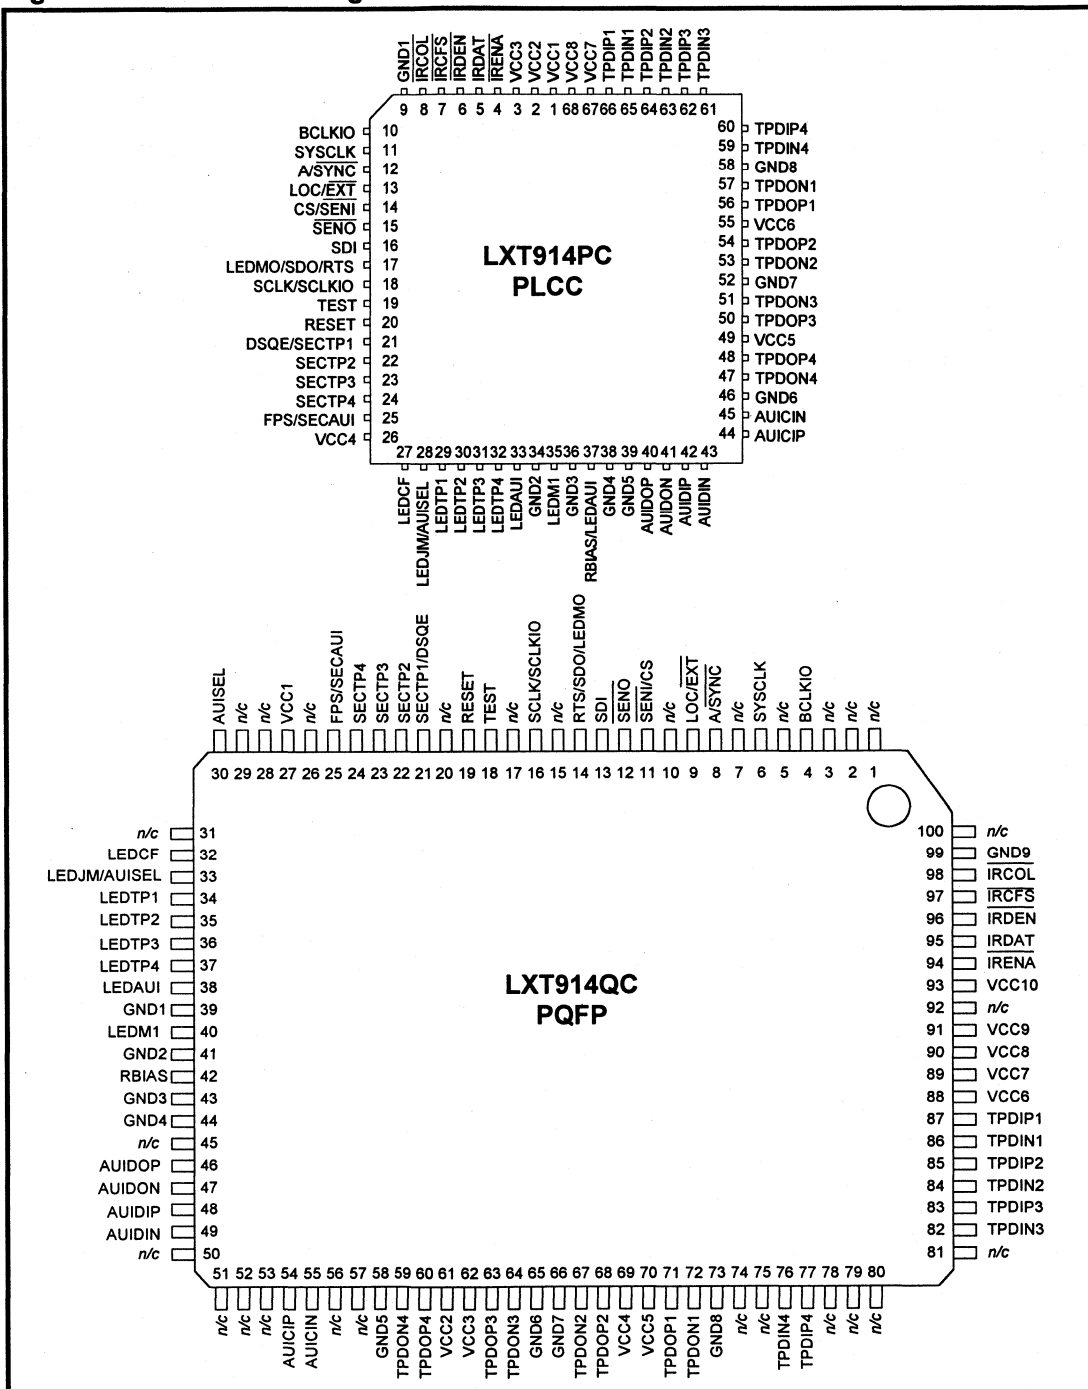 GND1 IRCOL IRCFS IRDEN IRDAT IRENA VCC3 VCC2 VCC1 VCC8 VCC7 TPDIP1 TPDIN1 TPDIP2 TPDIN2 TPDIP3 TPDIN3
9 8 7 6 5 4 3 2 1 68 67 66 65 64 63 62 61
BCLKIO 10
SYSCLK 11
A/SYNC 12
LOC/EXT 13
CS/SENI 14
SENO 15
SDI 16
LEDMO/SDO/RTS 17
SCLK/SCLKIO 18
TEST 19
RESET 20
DSQE/SECTP1 21
SECTP2 22
SECTP3 23
SECTP4 24
FPS/SECAUI 25
VCC4 26
LXT914PC
PLCC
60 TPDIP4
59 TPDIN4
58 GND8
57 TPDON1
56 TPDOP1
55 VCC6
54 TPDOP2
53 TPDON2
52 GND7
51 TPDON3
50 TPDOP3
49 VCC5
48 TPDOP4
47 TPDON4
46 GND6
45 AUICIN
44 AUICIP
27 28 29 30 31 32 33 34 35 36 37 38 39 40 41 42 43
LEDCF LEDJM/AUISEL LEDTP1 LEDTP2 LEDTP3 LEDTP4 LEDAUI GND2 LEDM1 GND3 RBIAS/LEDAUI GND4 GND5 AUIDOP AUIDON AUIDIP AUIDIN
AUISEL n/c n/c VCC1 n/c FPS/SECAUI SECTP4 SECTP3 SECTP2 SECTP1/DSQE n/c RESET TEST n/c SCLK/SCLKIO n/c RTS/SDO/LEDMO SDI SENO SENI/CS n/c LOC/EXT A/SYNC n/c SYSCLK n/c BCLKIO n/c n/c n/c
30 29 28 27 26 25 24 23 22 21 20 19 18 17 16 15 14 13 12 11 10 9 8 7 6 5 4 3 2 1
n/c 31
LEDCF 32
LEDJM/AUISEL 33
LEDTP1 34
LEDTP2 35
LEDTP3 36
LEDTP4 37
LEDAUI 38
GND1 39
LEDM1 40
GND2 41
RBIAS 42
GND3 43
GND4 44
n/c 45
AUIDOP 46
AUIDON 47
AUIDIP 48
AUIDIN 49
n/c 50
LXT914QC
PQFP
100 n/c
99 GND9
98 IRCOL
97 IRCFS
96 IRDEN
95 IRDAT
94 IRENA
93 VCC10
92 n/c
91 VCC9
90 VCC8
89 VCC7
88 VCC6
87 TPDIP1
86 TPDIN1
85 TPDIP2
84 TPDIN2
83 TPDIP3
82 TPDIN3
81 n/c
51 52 53 54 55 56 57 58 59 60 61 62 63 64 65 66 67 68 69 70 71 72 73 74 75 76 77 78 79 80
n/c n/c n/c AUICIP AUICIN n/c n/c GND5 TPDON4 TPDOP4 VCC2 VCC3 TPDOP3 TPDON3 GND6 GND7 TPDON2 TPDOP2 VCC4 VCC5 TPDOP1 TPDON1 GND8 n/c n/c TPDIN4 TPDIP4 n/c n/c n/c